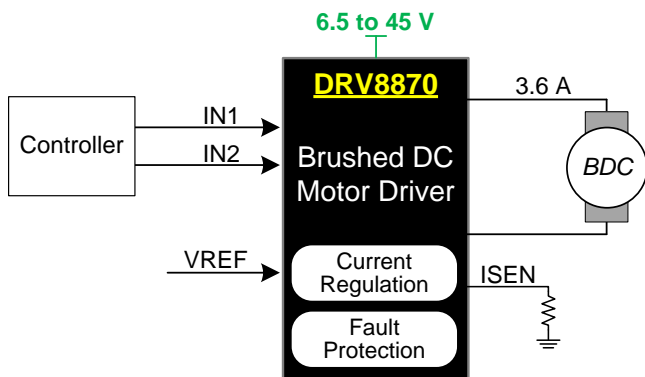 6.5 to 45 V
DRV8870
3.6 A
Controller
IN1
IN2
Brushed DC
Motor Driver
BDC
VREF
Current
Regulation
ISEN
Fault
Protection